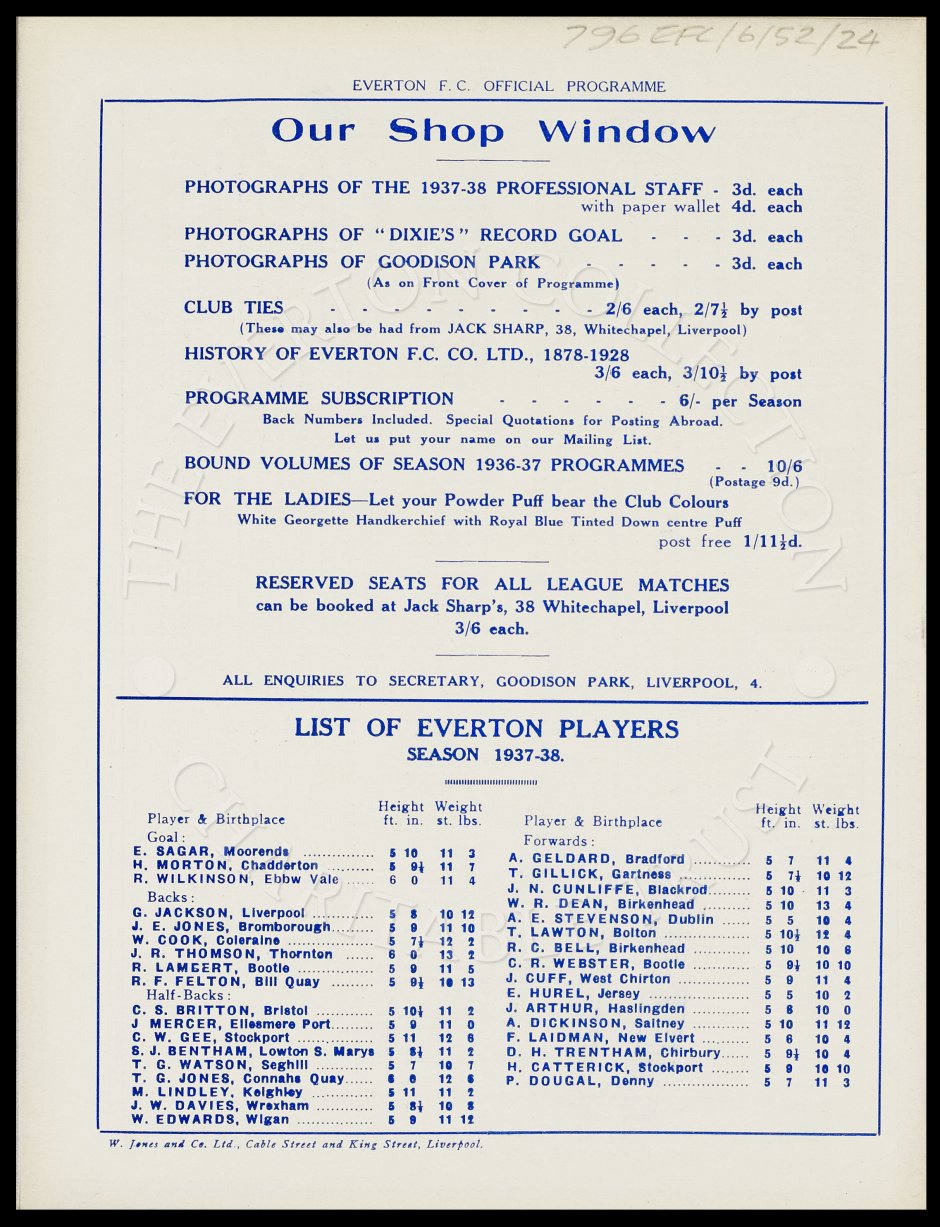 796 EFC/6/52/24
EVERTON F. C. OFFICIAL PROGRAMME
Our Shop Window
PHOTOGRAPHS OF THE 1937-38 PROFESSIONAL STAFF - 3d. each
with paper wallet 4d. each
PHOTOGRAPHS OF "DIXIE'S" RECORD GOAL - - - 3d. each
PHOTOGRAPHS OF GOODISON PARK - - - - - 3d. each
(As on Front Cover of Programme)
CLUB TIES - - - - - - - - - 2/6 each, 2/7½ by post
(These may also be had from JACK SHARP, 38, Whitechapel, Liverpool)
HISTORY OF EVERTON F.C. CO. LTD., 1878-1928
3/6 each, 3/10½ by post
PROGRAMME SUBSCRIPTION - - - - - - 6/- per Season
Back Numbers Included. Special Quotations for Posting Abroad.
Let us put your name on our Mailing List.
BOUND VOLUMES OF SEASON 1936-37 PROGRAMMES - - 10/6
(Postage 9d.)
FOR THE LADIES—Let your Powder Puff bear the Club Colours
White Georgette Handkerchief with Royal Blue Tinted Down centre Puff
post free 1/11½d.
RESERVED SEATS FOR ALL LEAGUE MATCHES
can be booked at Jack Sharp's, 38 Whitechapel, Liverpool
3/6 each.
ALL ENQUIRIES TO SECRETARY, GOODISON PARK, LIVERPOOL, 4.
THE EVERTON COLLECTION
CHARITABLE TRUST
LIST OF EVERTON PLAYERS
SEASON 1937-38.
Height Weight
Player & Birthplace ft. in. st. lbs.
Goal:
E. SAGAR, Moorends .............. 5 10 11 3
H. MORTON, Chadderton .......... 5 9½ 11 7
R. WILKINSON, Ebbw Vale ...... 6 0 11 4
Backs:
G. JACKSON, Liverpool ........... 5 8 10 12
J. E. JONES, Bromborough........ 5 9 11 10
W. COOK, Coleraine ................ 5 7½ 12 2
J. R. THOMSON, Thornton ...... 6 0 13 2
R. LAMBERT, Bootle ............... 5 9 11 5
R. F. FELTON, Bill Quay ......... 5 9½ 10 13
Half-Backs:
C. S. BRITTON, Bristol ............ 5 10½ 11 2
J MERCER, Ellesmere Port......... 5 9 11 0
C. W. GEE, Stockport .............. 5 11 12 6
S. J. BENTHAM, Lowton S. Marys 5 8½ 11 2
T. G. WATSON, Seghill ............ 5 7 10 7
T. G. JONES, Connahs Quay...... 6 0 12 6
M. LINDLEY, Keighley ............. 5 11 11 2
J. W. DAVIES, Wrexham ........... 5 8½ 10 8
W. EDWARDS, Wigan ................ 5 9 11 12
Height Weight
Player & Birthplace ft. in. st. lbs.
Forwards:
A. GELDARD, Bradford ............ 5 7 11 4
T. GILLICK, Gartness .............. 5 7½ 10 12
J. N. CUNLIFFE, Blackrod......... 5 10 11 3
W. R. DEAN, Birkenhead .......... 5 10 13 4
A. E. STEVENSON, Dublin ...... 5 5 10 4
T. LAWTON, Bolton ................ 5 10½ 12 4
R. C. BELL, Birkenhead ........... 5 10 10 6
C. R. WEBSTER, Bootle ........... 5 9½ 10 10
J. CUFF, West Chirton ............. 5 9 11 4
E. HUREL, Jersey ................... 5 5 10 2
J. ARTHUR, Haslingden ........... 5 8 10 0
A. DICKINSON, Saltney ........... 5 10 11 12
F. LAIDMAN, New Elvert ......... 5 6 10 4
D. H. TRENTHAM, Chirbury...... 5 9½ 10 4
H. CATTERICK, Stockport ........ 5 9 10 10
P. DOUGAL, Denny ................. 5 7 11 3
W. Jones and Co. Ltd., Cable Street and King Street, Liverpool.